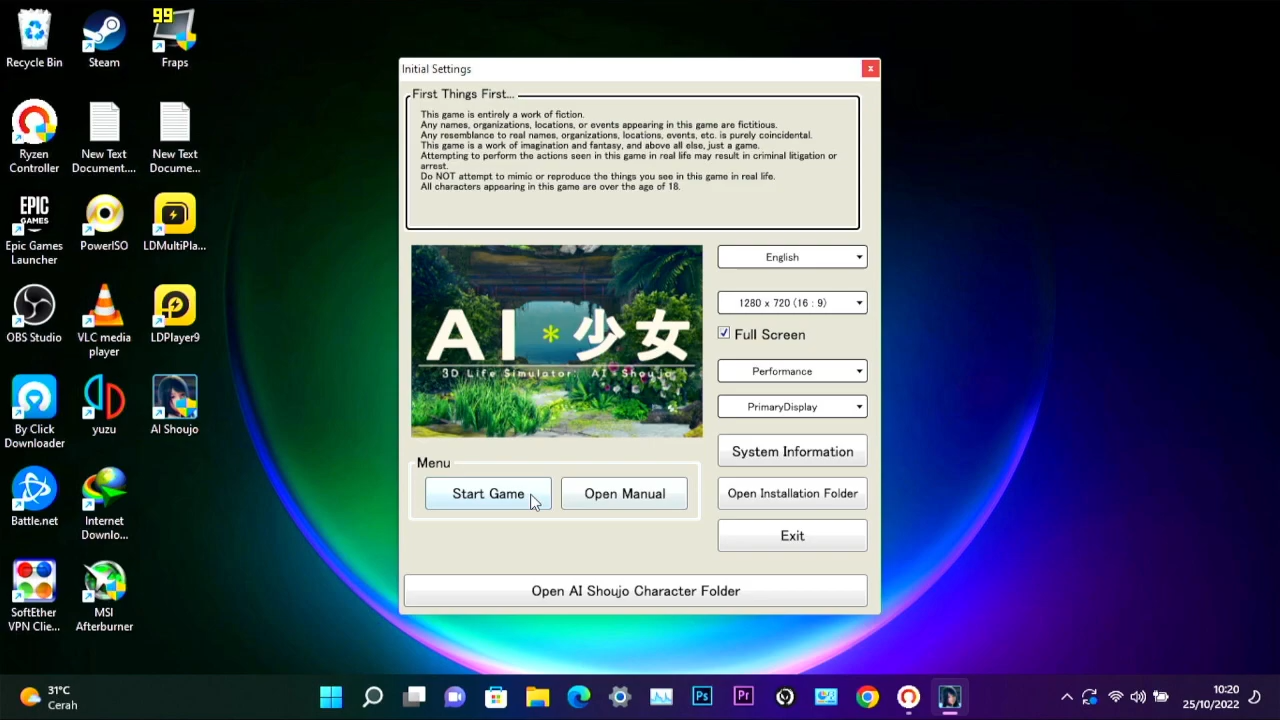 Recycle Bin
Steam
99
Fraps
Ryzen
Controller
New Text
Document....
New Text
Docume...
EPIC
GAMES
Epic Games
Launcher
PowerISO
LDMultiPla...
OBS Studio
VLC media
player
LDPlayer9
By Click
Downloader
yuzu
AI Shoujo
Battle.net
Internet
Downlo...
SoftEther
VPN Clie...
MSI
Afterburner
Initial Settings
x
First Things First...
This game is entirely a work of fiction.
Any names, organizations, locations, or events appearing in this game are fictitious.
Any resemblance to real names, organizations, locations, events, etc. is purely coincidental.
This game is a work of imagination and fantasy, and above all else, just a game.
Attempting to perform the actions seen in this game in real life may result in criminal litigation or
arrest.
Do NOT attempt to mimic or reproduce the things you see in this game in real life.
All characters appearing in this game are over the age of 18.
AI*少女
3D Life Simulator: AI*Shoujo
English
1280 x 720 (16 : 9)
Full Screen
Performance
PrimaryDisplay
System Information
Menu
Start Game
Open Manual
Open Installation Folder
Exit
Open AI Shoujo Character Folder
31°C
Cerah
Ps
Pr
10:20
25/10/2022